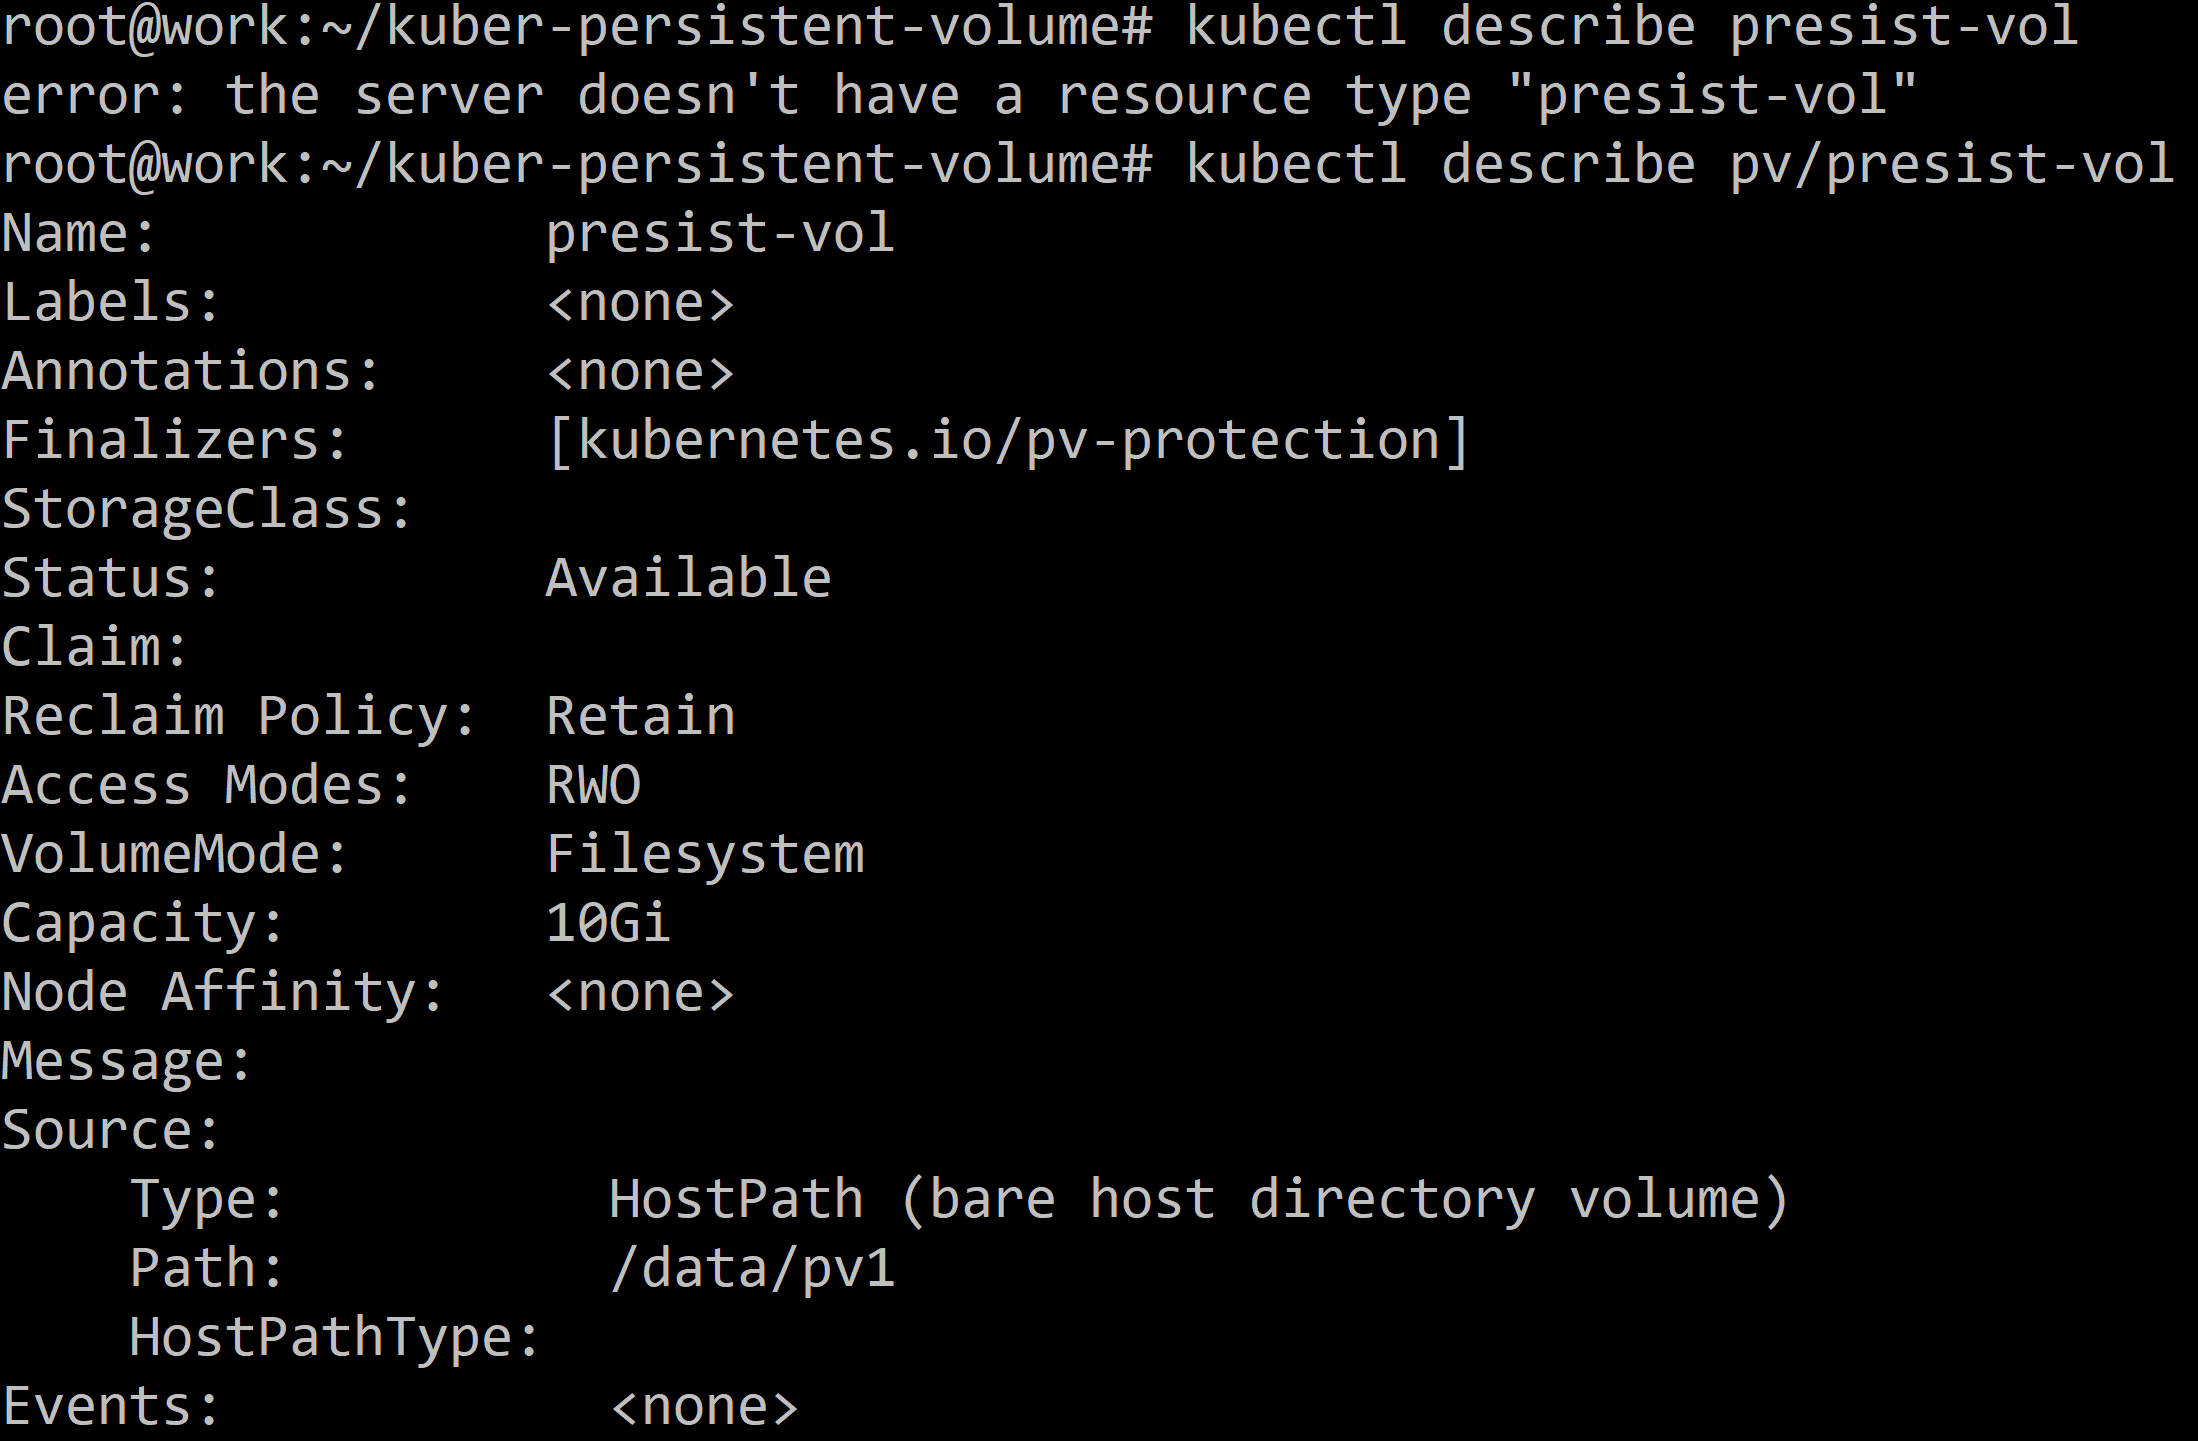 root@work:~/kuber-persistent-volume# kubectl describe presist-vol
error: the server doesn't have a resource type "presist-vol"
root@work:~/kuber-persistent-volume# kubectl describe pv/presist-vol
Name:            presist-vol
Labels:          <none>
Annotations:     <none>
Finalizers:      [kubernetes.io/pv-protection]
StorageClass:
Status:          Available
Claim:
Reclaim Policy:  Retain
Access Modes:    RWO
VolumeMode:      Filesystem
Capacity:        10Gi
Node Affinity:   <none>
Message:
Source:
    Type:          HostPath (bare host directory volume)
    Path:          /data/pv1
    HostPathType:
Events:            <none>